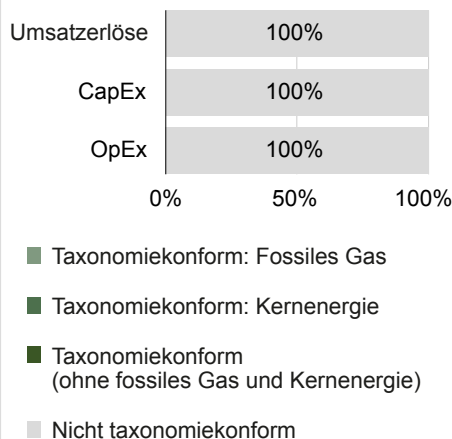 Umsatzerlöse 100%
CapEx 100%
OpEx 100%
0% 50% 100%
Taxonomiekonform: Fossiles Gas
Taxonomiekonform: Kernenergie
Taxonomiekonform
(ohne fossiles Gas und Kernenergie)
Nicht taxonomiekonform